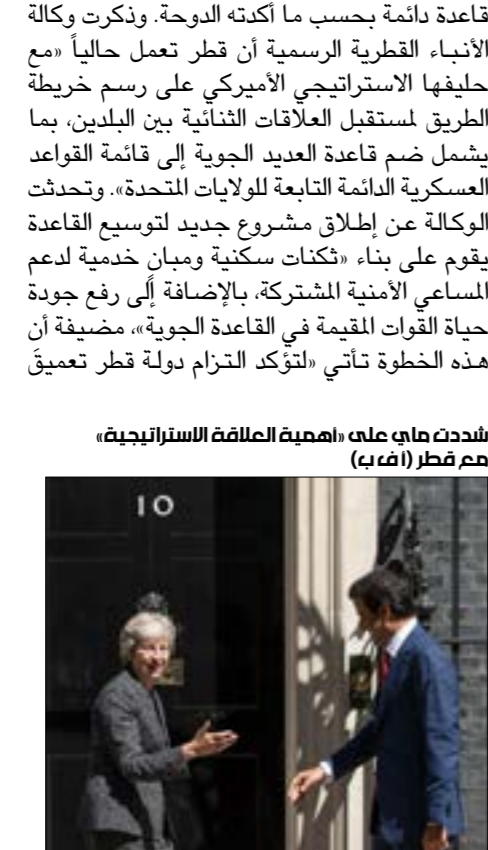 قاعدة دائمة بحسب ما أكدته الدوحة. وذكرت وكالة
الأنباء القطرية الرسمية أن قطر تعمل حالياً «مع
حليفها الاستراتيجي الأميركي على رسم خريطة
الطريق لمستقبل العلاقات الثنائية بين البلدين، بما
يشمل ضم قاعدة العديد الجوية إلى قائمة القواعد
العسكرية الدائمة التابعة للولايات المتحدة». وتحدثت
الوكالة عن إطلاق مشروع جديد لتوسيع القاعدة
يقوم على بناء «ثكنات سكنية ومبانٍ خدمية لدعم
المساعي الأمنية المشتركة، بالإضافة إلى رفع جودة
حياة القوات المقيمة في القاعدة الجوية»، مضيفة أن
هذه الخطوة تأتي «لتؤكد التزام دولة قطر تعميقَ
شددت ماي على «أهمية العلاقة الاستراتيجية»
مع قطر (أ ف ب)
10